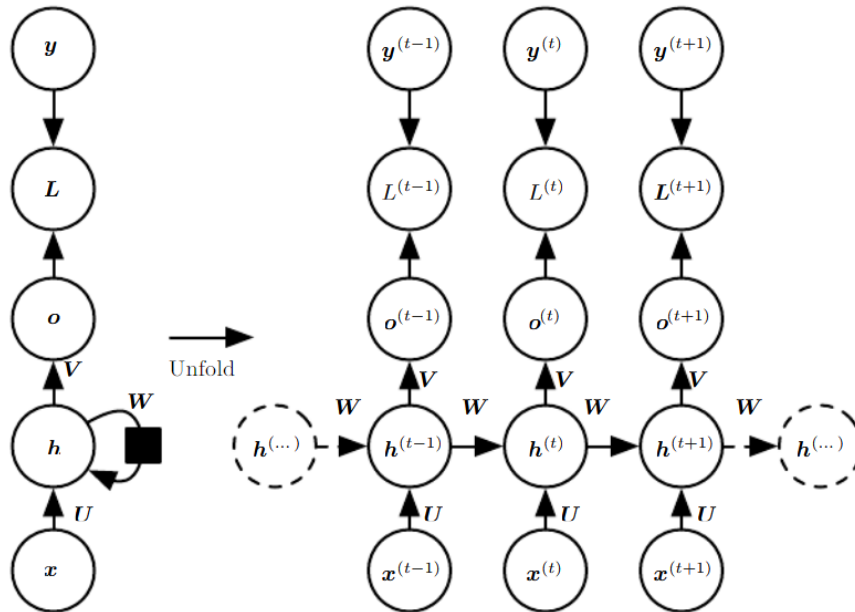 y y^(t−1) y^(t) y^(t+1)
L L^(t−1) L^(t) L^(t+1)
o o^(t−1) o^(t) o^(t+1)
Unfold
V V V V
W W W W W
h h^(...) h^(t−1) h^(t) h^(t+1) h^(...)
U U U U
x x^(t−1) x^(t) x^(t+1)